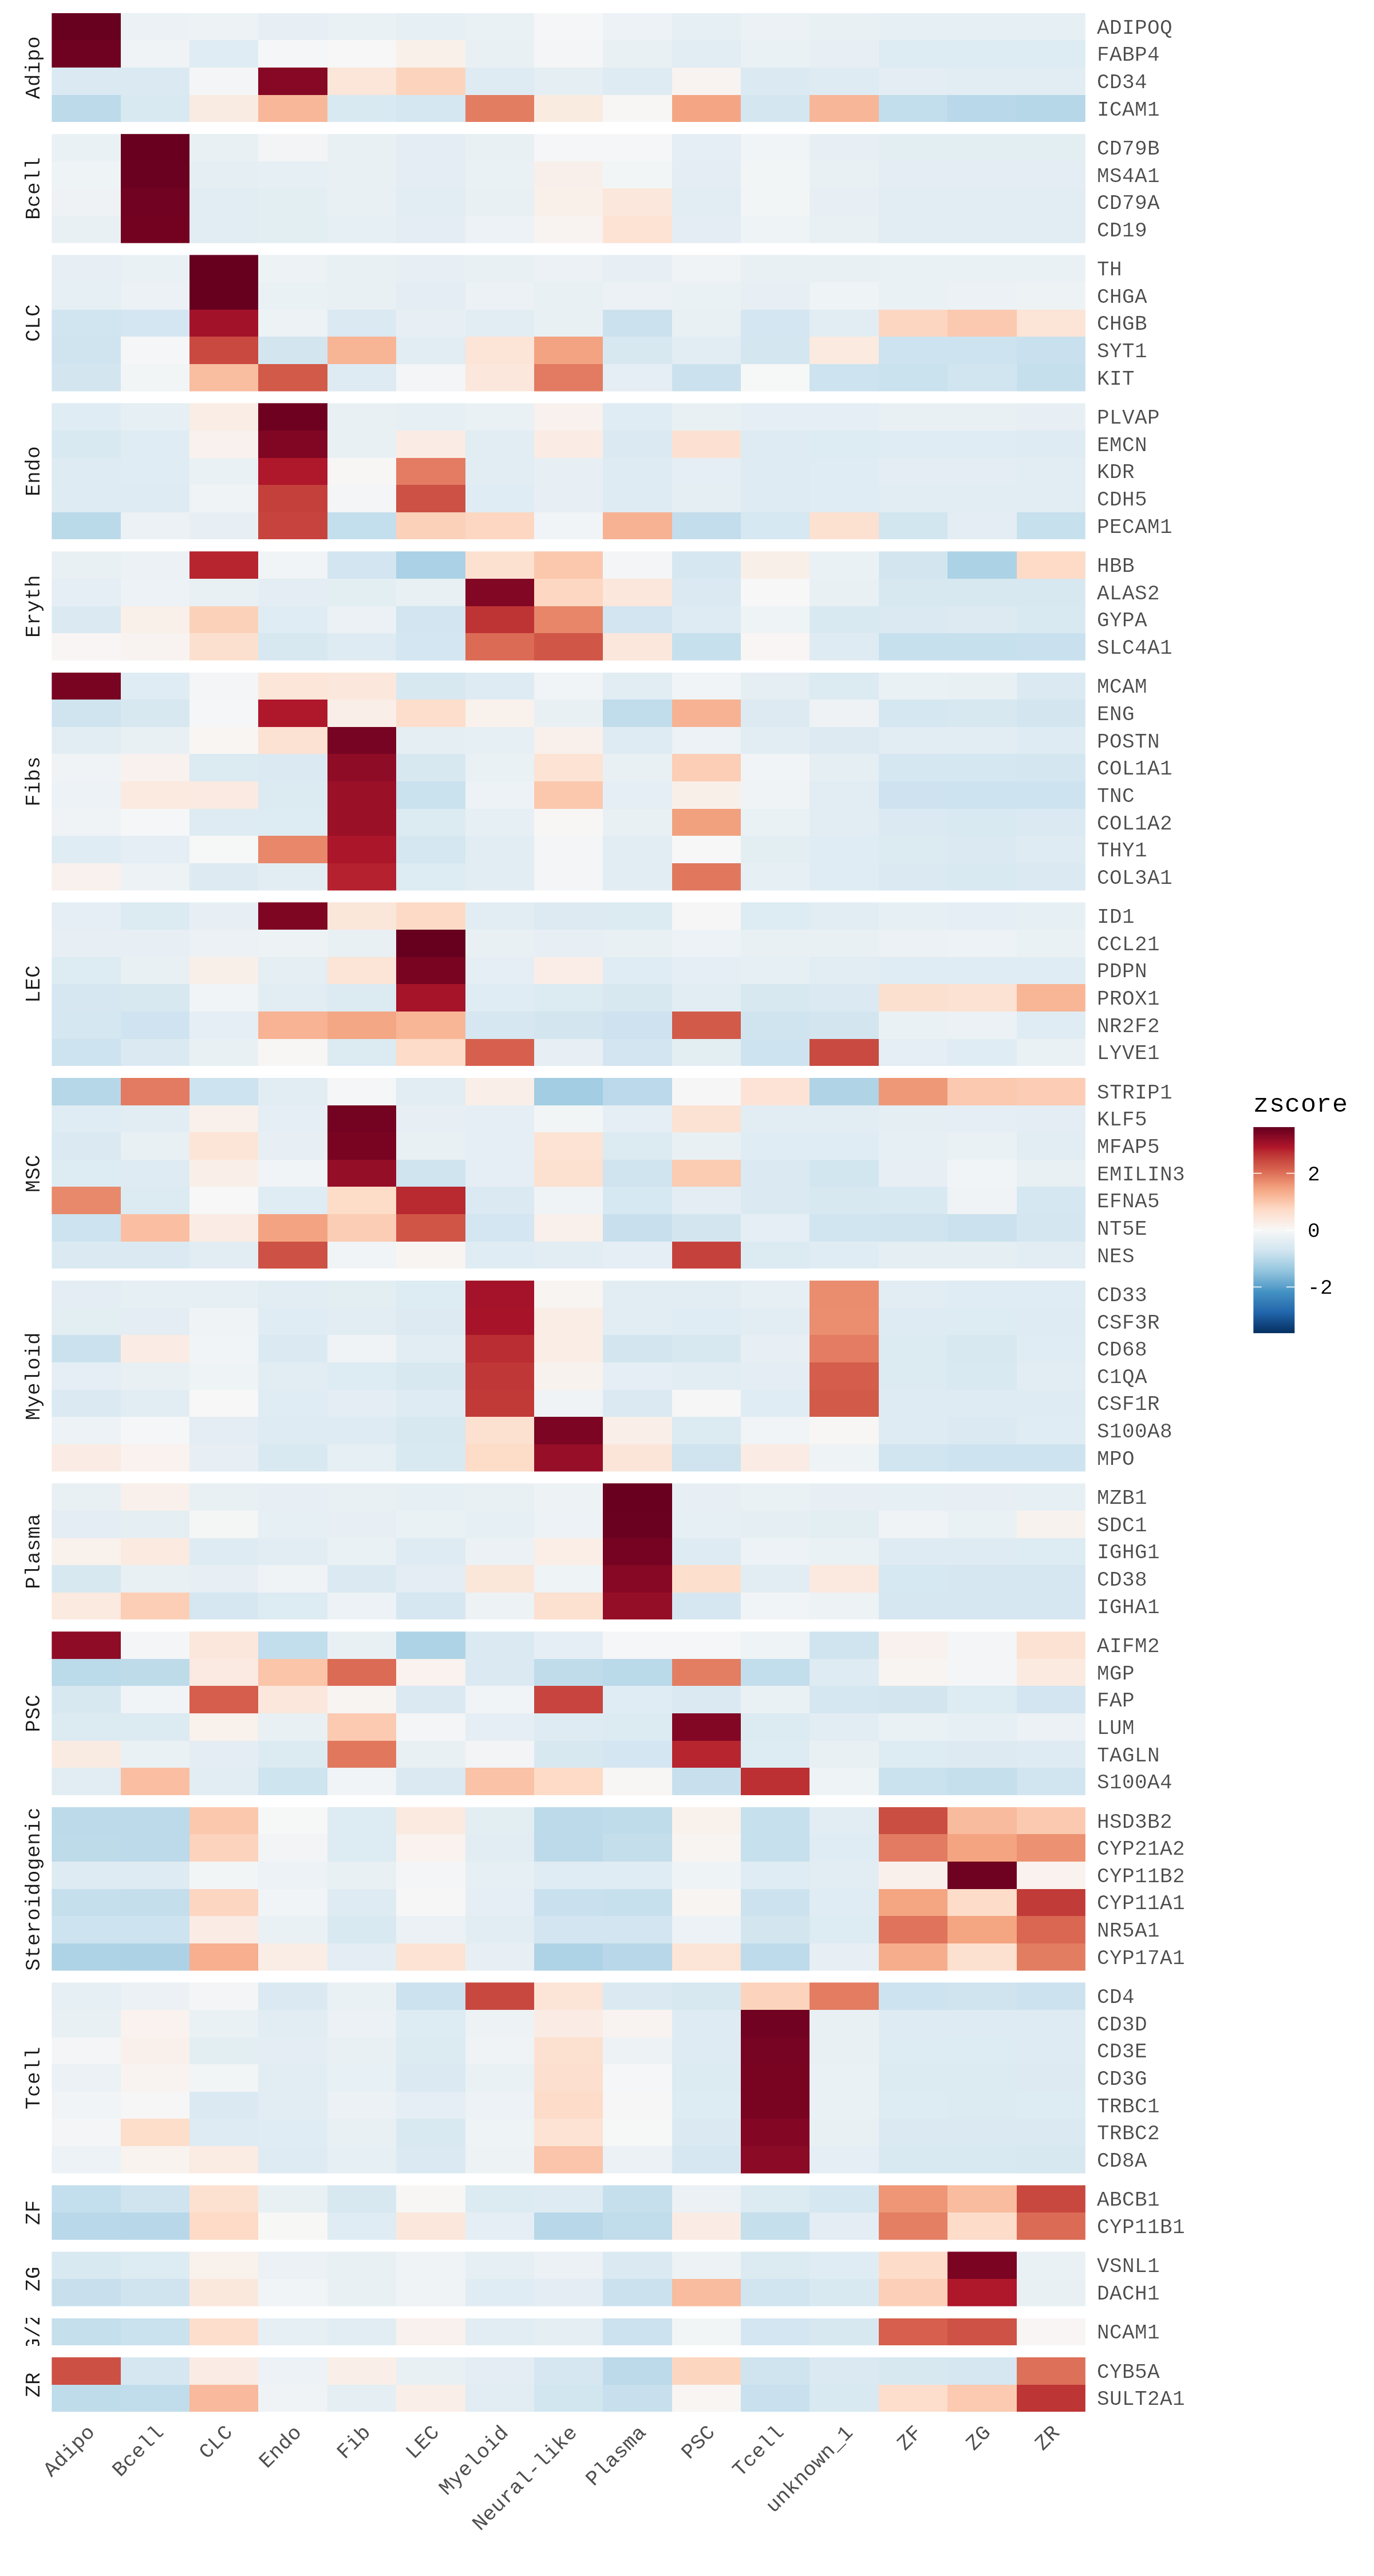 Adipo
ADIPOQ
FABP4
CD34
ICAM1
Bcell
CD79B
MS4A1
CD79A
CD19
CLC
TH
CHGA
CHGB
SYT1
KIT
Endo
PLVAP
EMCN
KDR
CDH5
PECAM1
Eryth
HBB
ALAS2
GYPA
SLC4A1
Fibs
MCAM
ENG
POSTN
COL1A1
TNC
COL1A2
THY1
COL3A1
LEC
ID1
CCL21
PDPN
PROX1
NR2F2
LYVE1
MSC
STRIP1
KLF5
MFAP5
EMILIN3
EFNA5
NT5E
NES
Myeloid
CD33
CSF3R
CD68
C1QA
CSF1R
S100A8
MPO
Plasma
MZB1
SDC1
IGHG1
CD38
IGHA1
PSC
AIFM2
MGP
FAP
LUM
TAGLN
S100A4
Steroidogenic
HSD3B2
CYP21A2
CYP11B2
CYP11A1
NR5A1
CYP17A1
Tcell
CD4
CD3D
CD3E
CD3G
TRBC1
TRBC2
CD8A
ZF
ABCB1
CYP11B1
ZG
VSNL1
DACH1
NCAM1
ZR
CYB5A
SULT2A1
Adipo
Bcell
CLC
Endo
Fib
LEC
Myeloid
Neural-like
Plasma
PSC
Tcell
unknown_1
ZF
ZG
ZR
zscore
2
0
-2